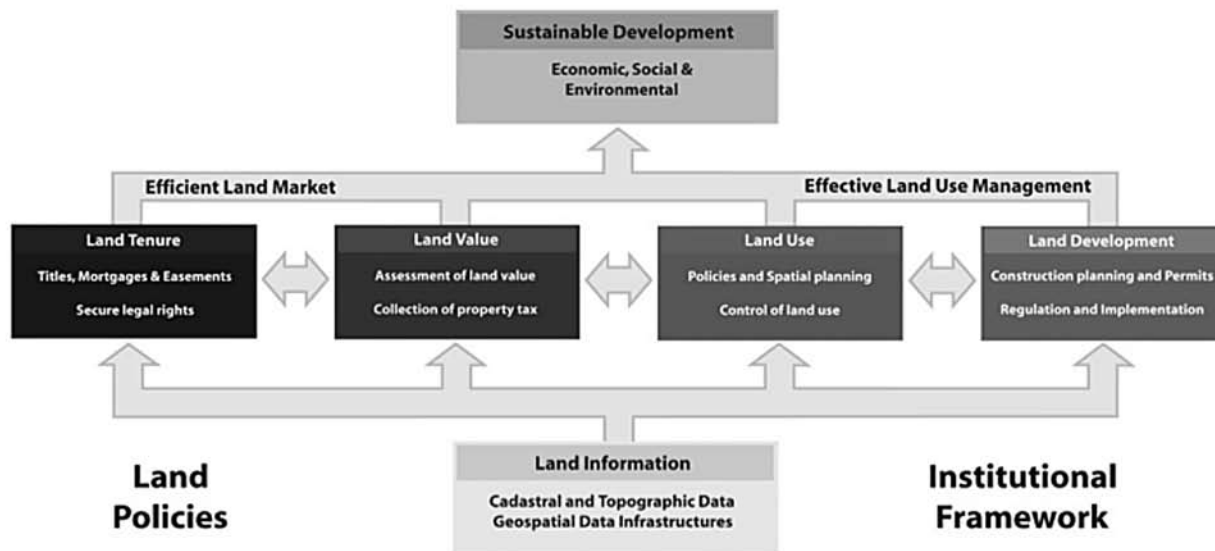 Sustainable Development
Economic, Social &
Environmental
Efficient Land Market
Effective Land Use Management
Land Tenure
Titles, Mortgages & Easements
Secure legal rights
Land Value
Assessment of land value
Collection of property tax
Land Use
Policies and Spatial planning
Control of land use
Land Development
Construction planning and Permits
Regulation and Implementation
Land
Policies
Land Information
Cadastral and Topographic Data
Geospatial Data Infrastructures
Institutional
Framework